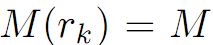 M(r_k) = M